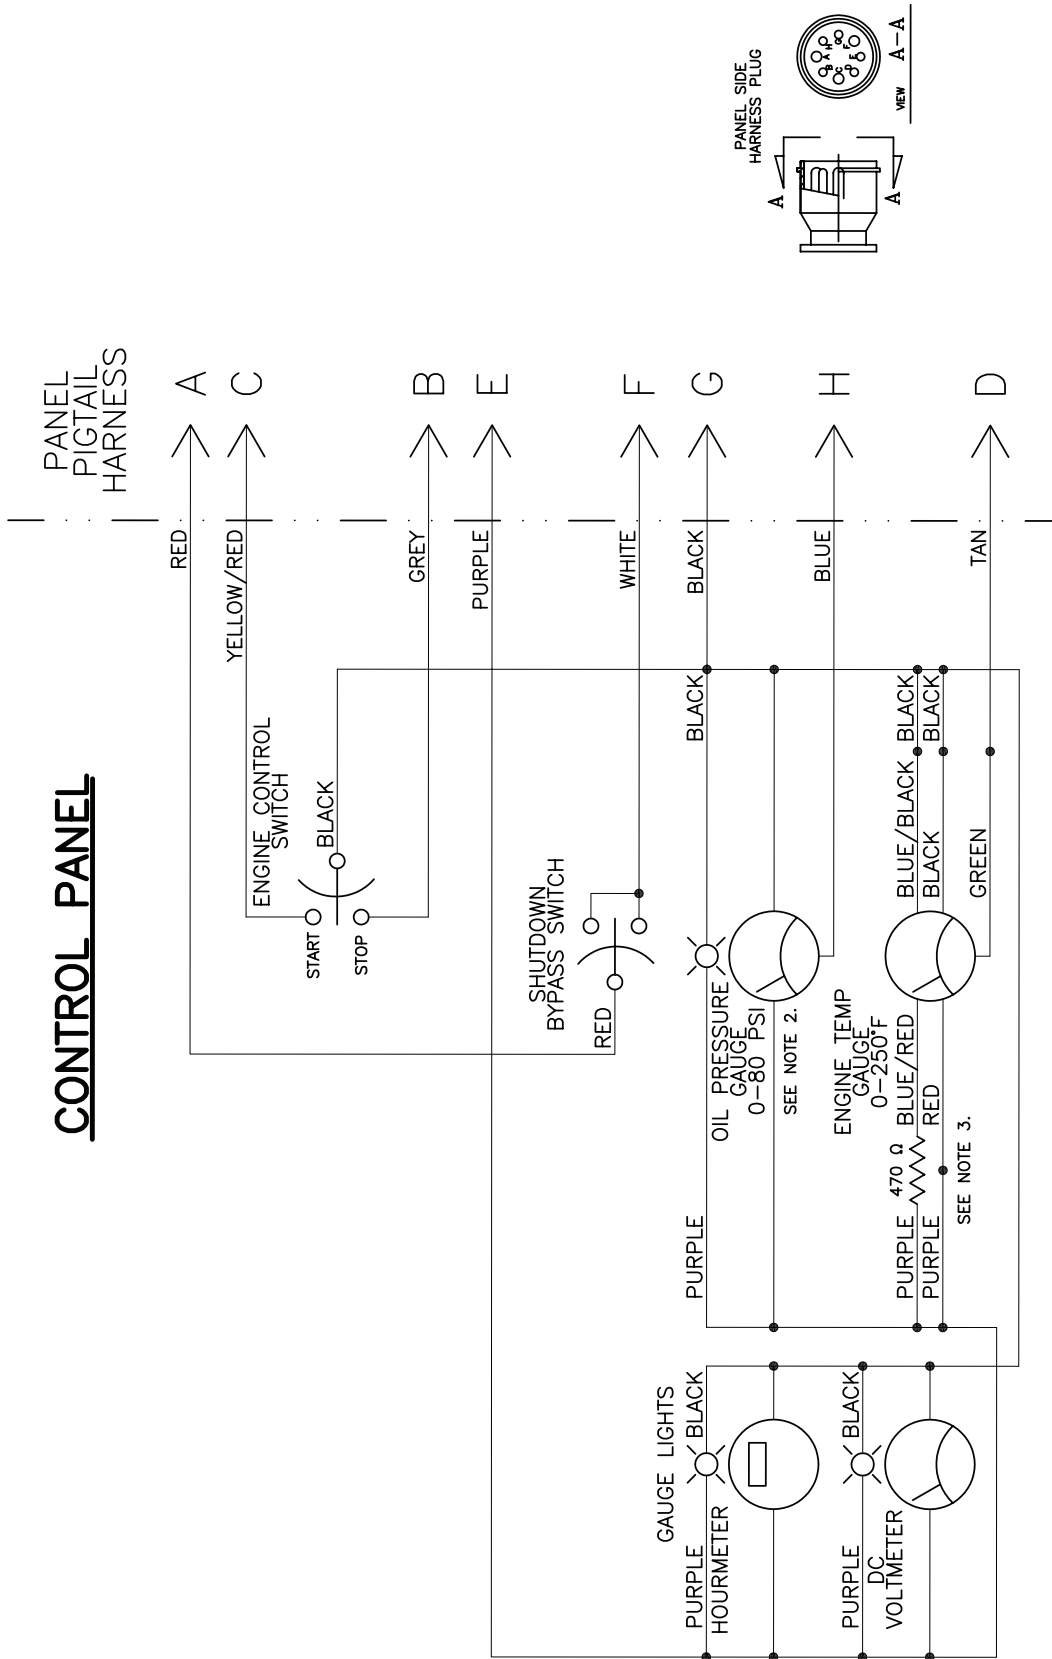 CONTROL PANEL
PANEL
PIGTAIL
HARNESS
A
C
B
E
F
G
H
D
RED
YELLOW/RED
GREY
PURPLE
WHITE
BLACK
BLUE
TAN
ENGINE CONTROL
SWITCH
BLACK
START
STOP
SHUTDOWN
BYPASS SWITCH
RED
BLACK
OIL PRESSURE
GAUGE
0-80 PSI
SEE NOTE 2.
PURPLE
BLACK
BLACK
BLUE/BLACK
BLACK
GREEN
ENGINE TEMP
GAUGE
0-250°F
BLUE/RED
RED
470 Ω
SEE NOTE 3.
PURPLE
PURPLE
GAUGE LIGHTS
BLACK
PURPLE
HOURMETER
BLACK
PURPLE
DC
VOLTMETER
PANEL SIDE
HARNESS PLUG
A
A
VIEW A-A
A
B
C
D
E
F
G
H